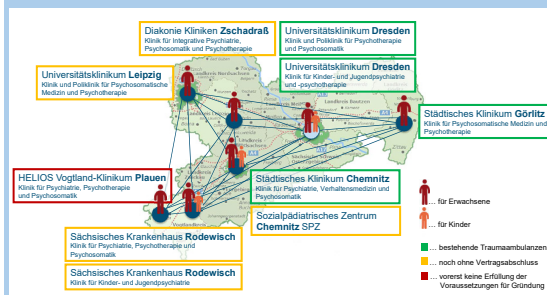 Diakonie Kliniken Zschadraß
Klinik für Integrative Psychiatrie,
Psychosomatik und Psychotherapie
Universitätsklinikum Dresden
Klinik und Poliklinik für Psychotherapie
und Psychosomatik
Universitätsklinikum Dresden
Klinik für Kinder- und Jugendpsychiatrie
und -psychotherapie
Universitätsklinikum Leipzig
Klinik und Poliklinik für Psychosomatische
Medizin und Psychotherapie
Städtisches Klinikum Görlitz
Klinik für Psychosomatische Medizin und
Psychotherapie
HELIOS Vogtland-Klinikum Plauen
Klinik für Psychiatrie, Psychotherapie
und Psychosomatik
Städtisches Klinikum Chemnitz
Klinik für Psychiatrie, Verhaltensmedizin und
Psychosomatik
Sozialpädiatrisches Zentrum
Chemnitz SPZ
Sächsisches Krankenhaus Rodewisch
Klinik für Psychiatrie, Psychotherapie und
Psychosomatik
Sächsisches Krankenhaus Rodewisch
Klinik für Kinder- und Jugendpsychiatrie
... für Erwachsene
... für Kinder
... bestehende Traumaambulanzen
... noch ohne Vertragsabschluss
... vorerst keine Erfüllung der
Voraussetzungen für Gründung